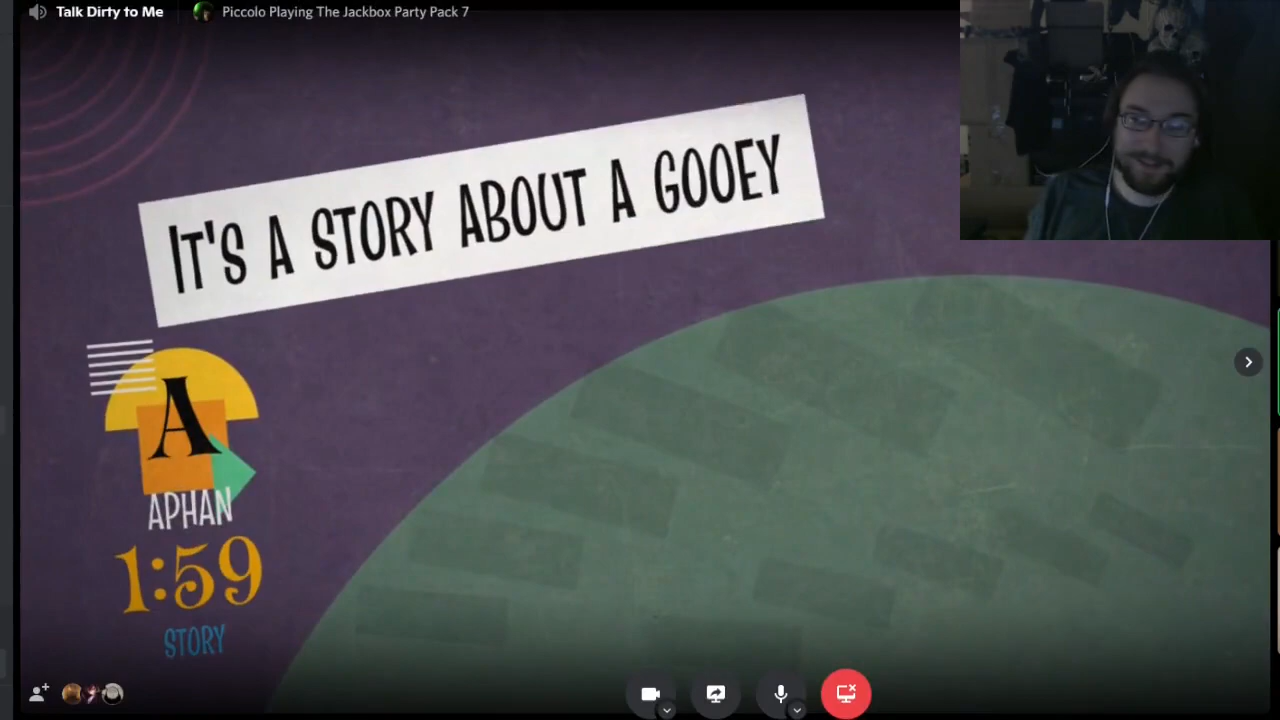 Talk Dirty to Me
Piccolo Playing The Jackbox Party Pack 7
IT'S A STORY ABOUT A GOOEY
A
APHAN
1:59
STORY